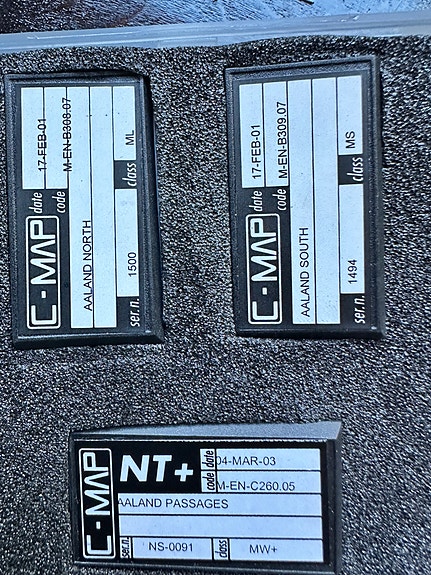 C-MAP
date 17-FEB-01
code M-EN-B308.07
AALAND NORTH
ser.n. 1500 class ML
C-MAP
date 17-FEB-01
code M-EN-B309.07
AALAND SOUTH
ser.n. 1494 class MS
C-MAP NT+
date 04-MAR-03
code M-EN-C260.05
AALAND PASSAGES
ser.n. NS-0091 class MW+